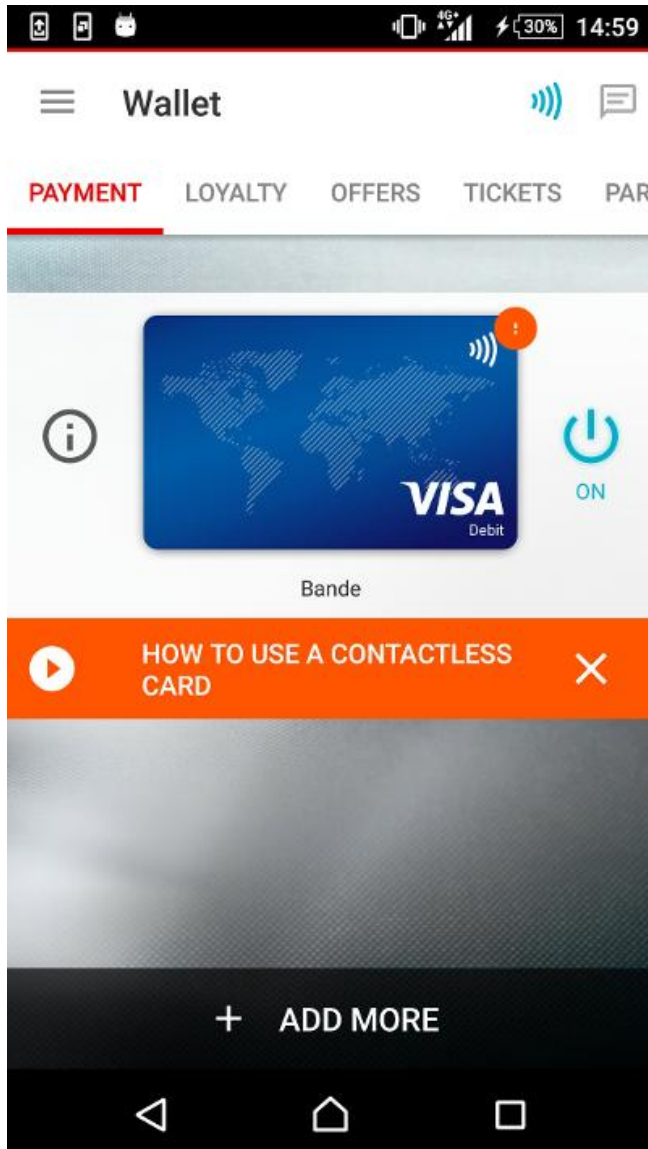 4G+ 30% 14:59
Wallet
PAYMENT LOYALTY OFFERS TICKETS PAR
VISA
Debit
ON
Bande
HOW TO USE A CONTACTLESS
CARD
+ ADD MORE